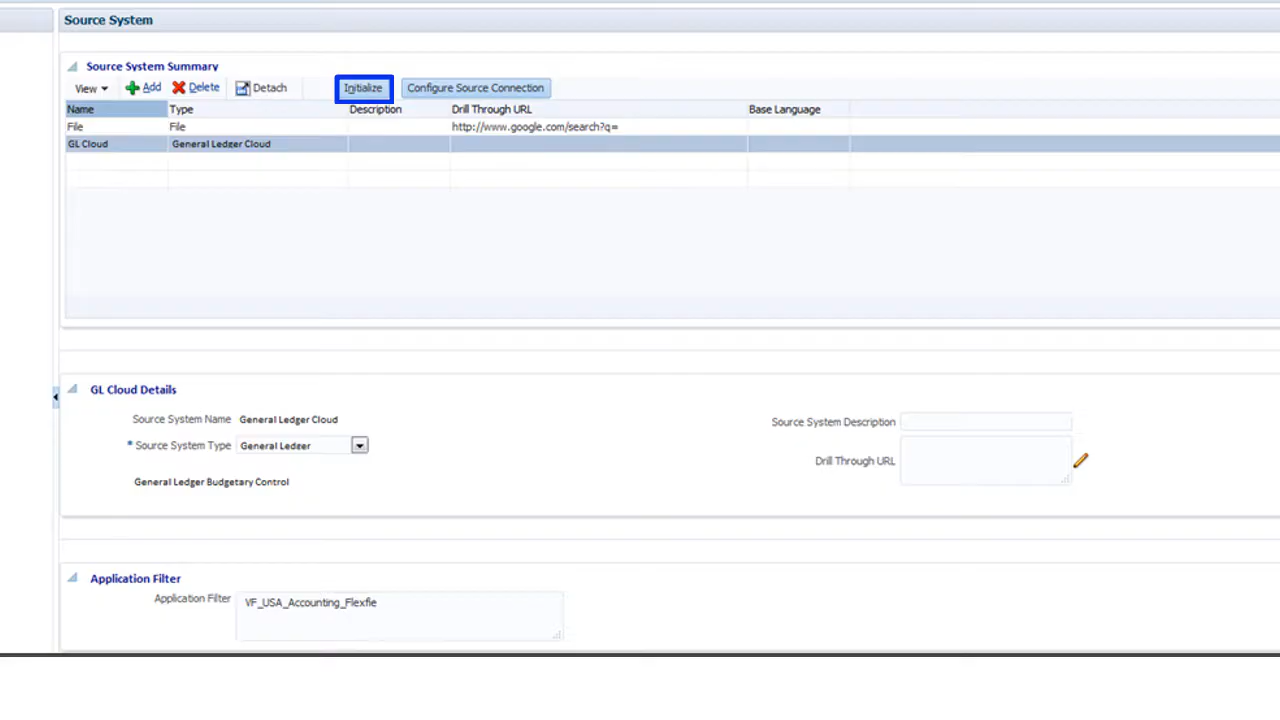 Source System
Source System Summary
View Add Delete Detach Initialize Configure Source Connection
Name Type Description Drill Through URL Base Language
File File http://www.google.com/search?q=
GL Cloud General Ledger Cloud
GL Cloud Details
Source System Name General Ledger Cloud
Source System Description
* Source System Type General Ledger
Drill Through URL
General Ledger Budgetary Control
Application Filter
Application Filter VF_USA_Accounting_Flexfie